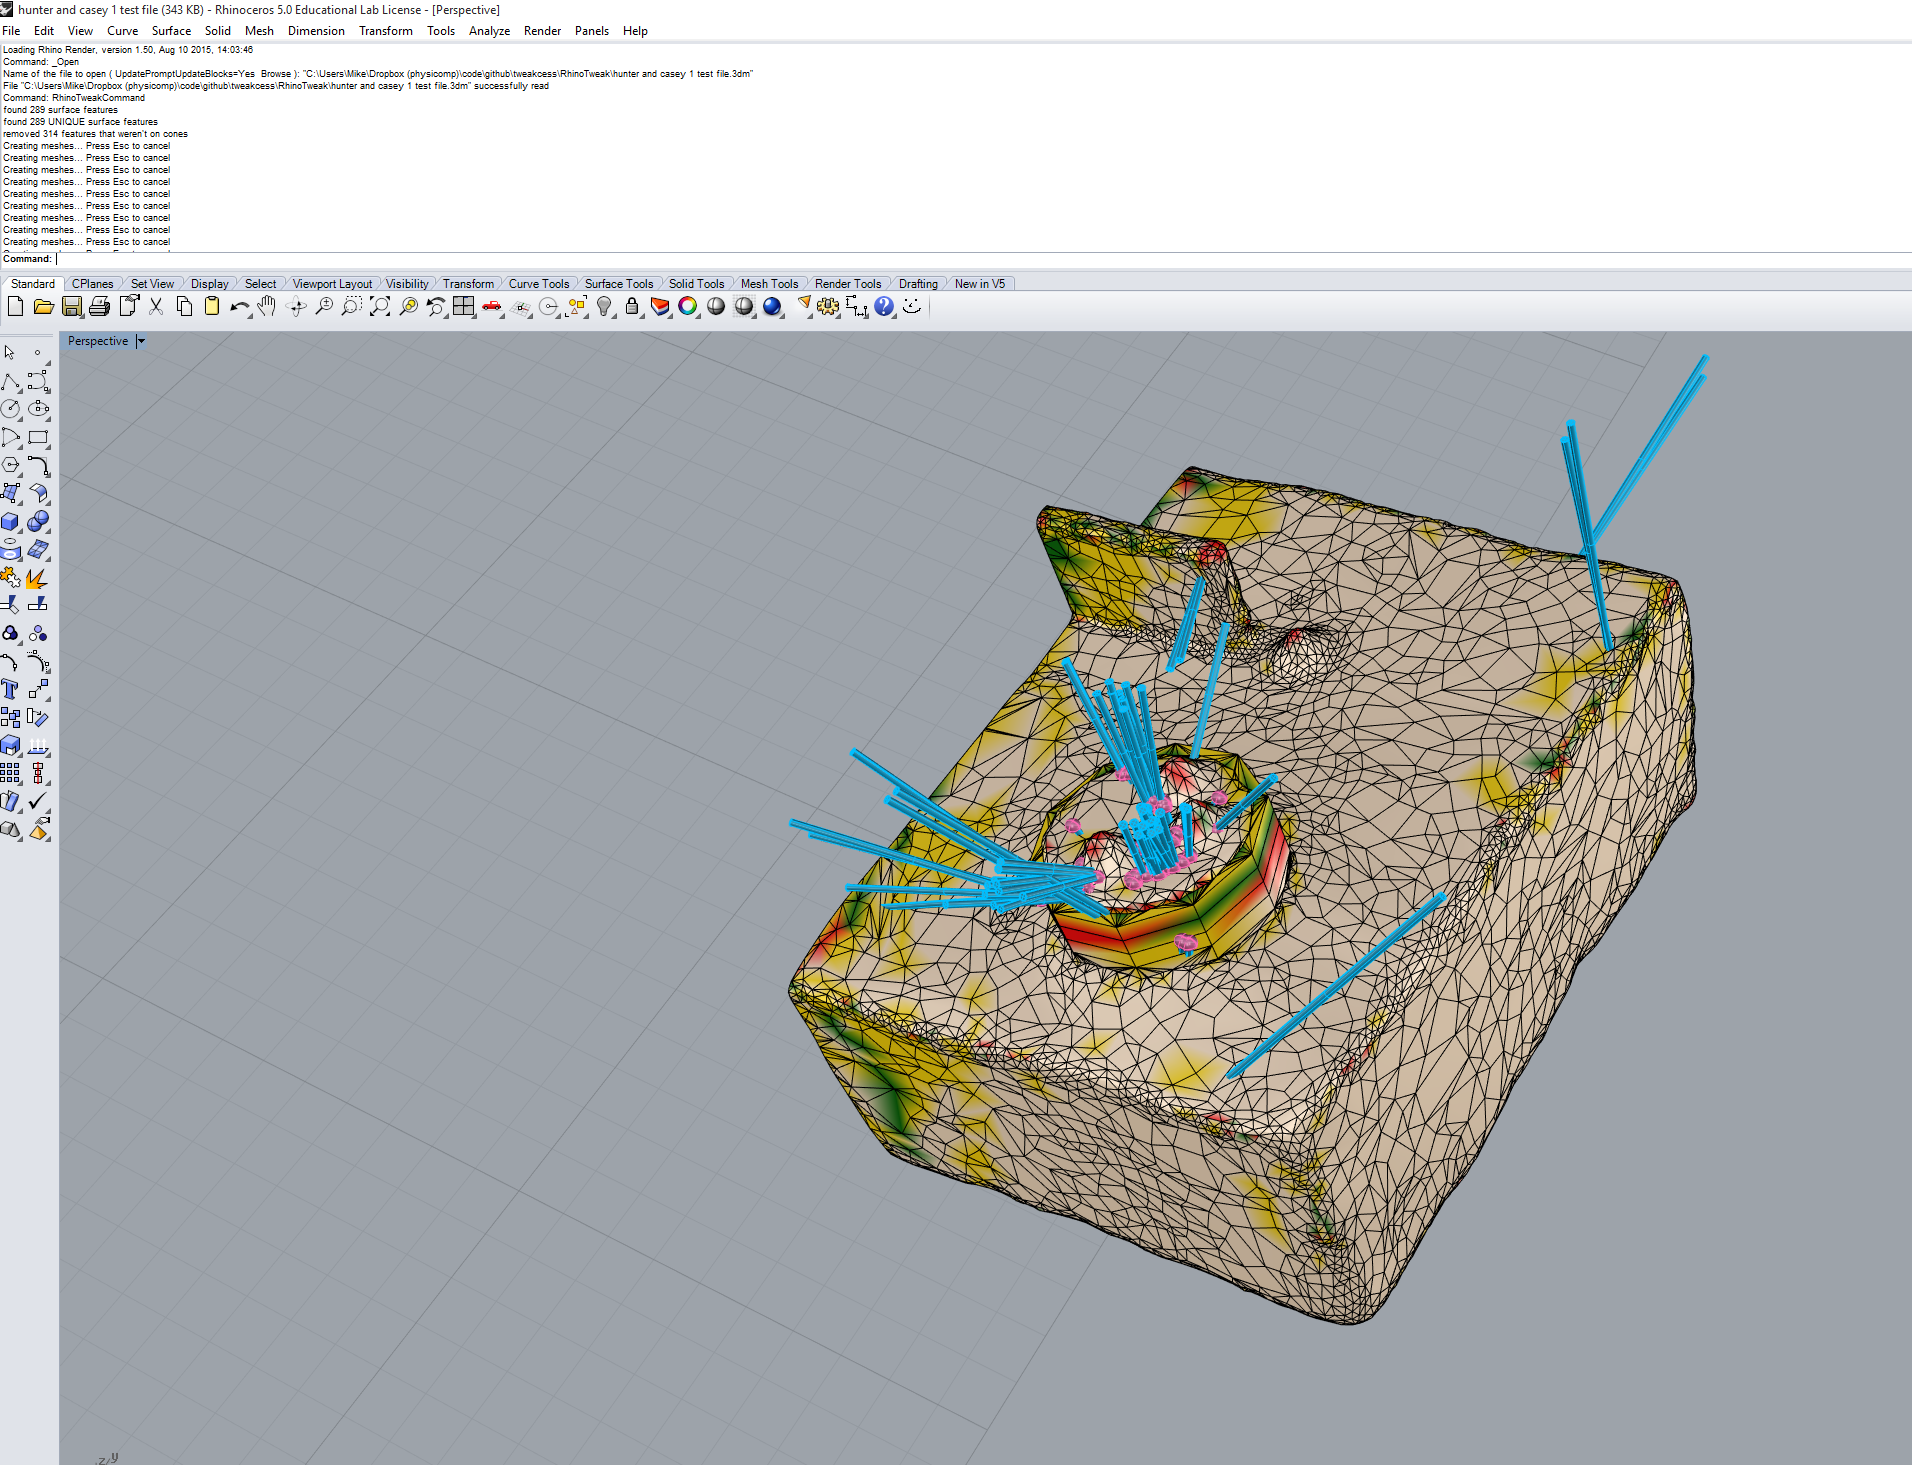 hunter and casey 1 test file (343 KB) - Rhinoceros 5.0 Educational Lab License - [Perspective]
File Edit View Curve Surface Solid Mesh Dimension Transform Tools Analyze Render Panels Help
Loading Rhino Render, version 1.50, Aug 10 2015, 14:03:46
Command: _Open
Name of the file to open ( UpdatePromptUpdateBlocks=Yes Browse ): "C:\Users\Mike\Dropbox (physicomp)\code\github\tweakcess\RhinoTweak\hunter and casey 1 test file.3dm"
File "C:\Users\Mike\Dropbox (physicomp)\code\github\tweakcess\RhinoTweak\hunter and casey 1 test file.3dm" successfully read
Command: RhinoTweakCommand
found 289 surface features
found 289 UNIQUE surface features
removed 314 features that weren't on cones
Creating meshes... Press Esc to cancel
Creating meshes... Press Esc to cancel
Creating meshes... Press Esc to cancel
Creating meshes... Press Esc to cancel
Creating meshes... Press Esc to cancel
Creating meshes... Press Esc to cancel
Creating meshes... Press Esc to cancel
Creating meshes... Press Esc to cancel
Creating meshes... Press Esc to cancel
Command:
Standard CPlanes Set View Display Select Viewport Layout Visibility Transform Curve Tools Surface Tools Solid Tools Mesh Tools Render Tools Drafting New in V5
Perspective
z y